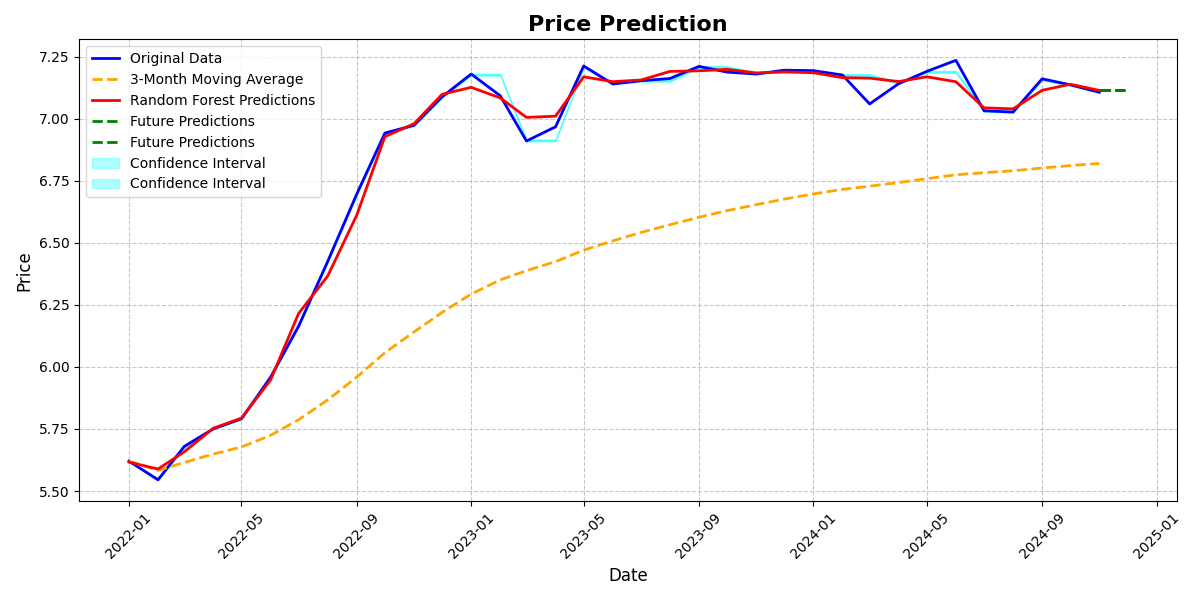 Price Prediction
Original Data
3-Month Moving Average
Random Forest Predictions
Future Predictions
Future Predictions
Confidence Interval
Confidence Interval
Price
7.25
7.00
6.75
6.50
6.25
6.00
5.75
5.50
2022-01
2022-05
2022-09
2023-01
2023-05
2023-09
2024-01
2024-05
2024-09
2025-01
Date